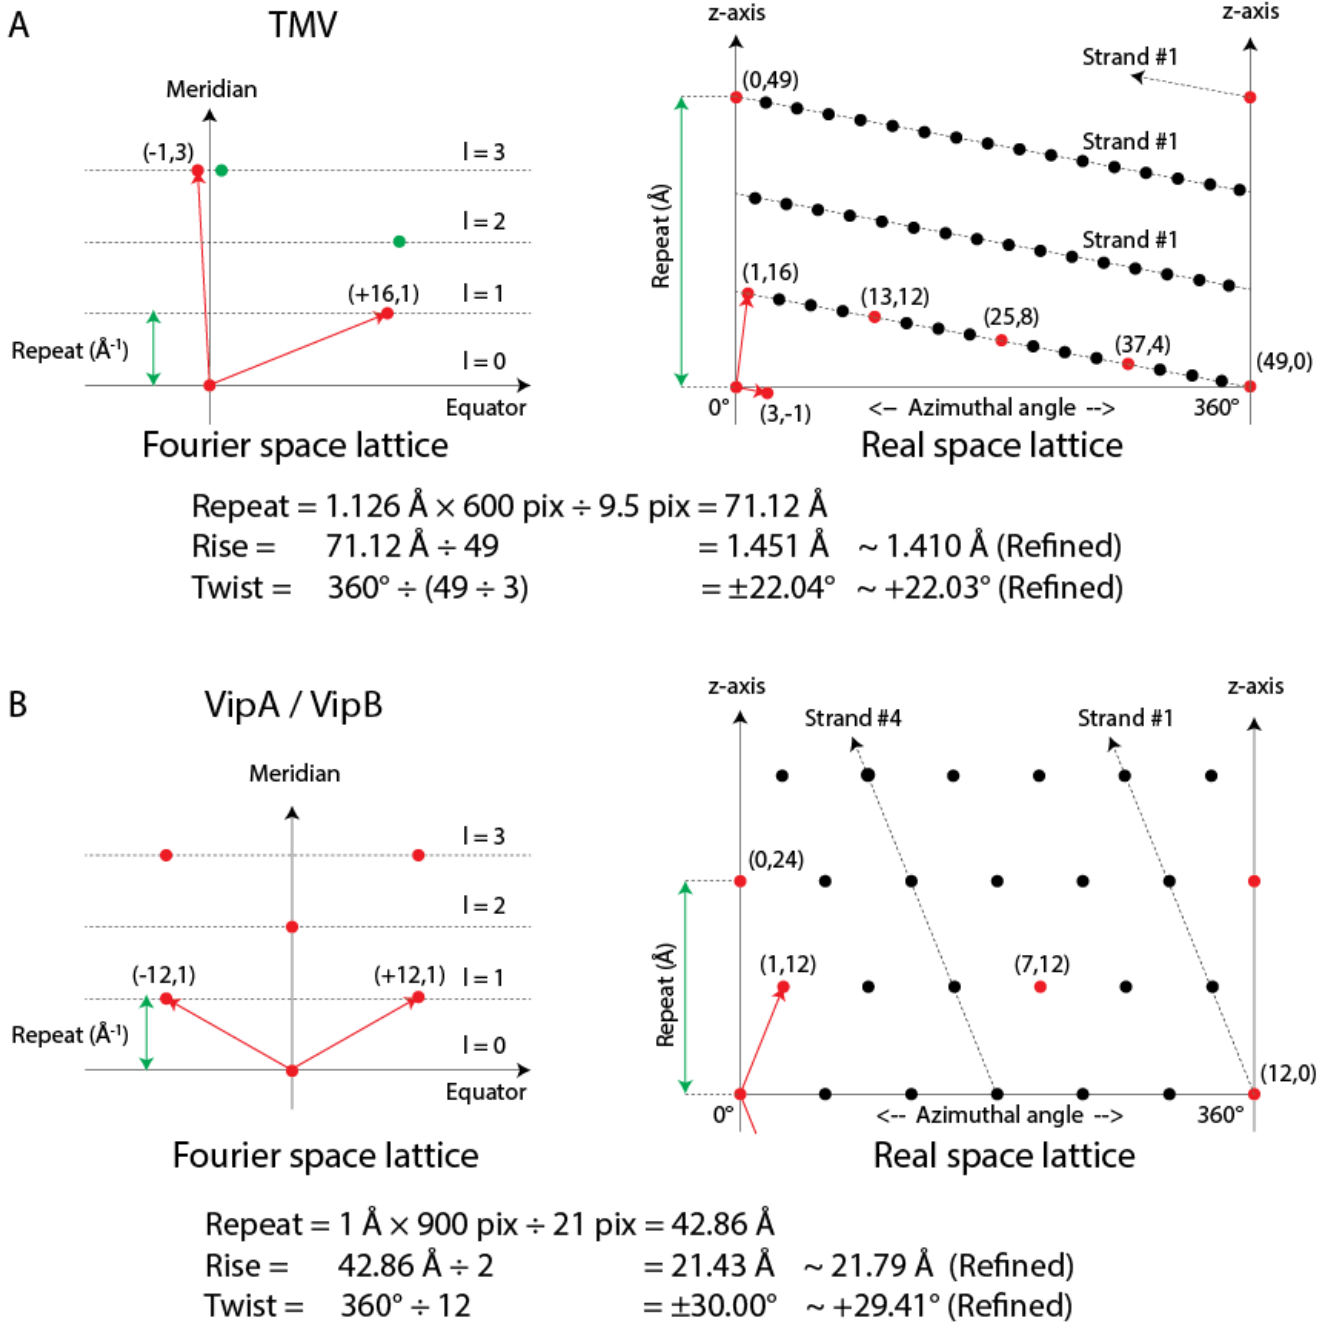 A
TMV
Meridian
(-1,3)
l = 3
l = 2
(+16,1)
l = 1
Repeat (Å⁻¹)
l = 0
Equator
Fourier space lattice
z-axis
z-axis
Strand #1
(0,49)
Strand #1
Repeat (Å)
Strand #1
(1,16)
(13,12)
(25,8)
(37,4)
(49,0)
0°
(3,-1)
<-- Azimuthal angle -->
360°
Real space lattice
Repeat = 1.126 Å × 600 pix ÷ 9.5 pix = 71.12 Å
Rise = 71.12 Å ÷ 49 = 1.451 Å ~ 1.410 Å (Refined)
Twist = 360° ÷ (49 ÷ 3) = ±22.04° ~ +22.03° (Refined)
B
VipA / VipB
Meridian
l = 3
l = 2
(-12,1)
(+12,1)
l = 1
Repeat (Å⁻¹)
l = 0
Equator
Fourier space lattice
z-axis
z-axis
Strand #4
Strand #1
(0,24)
Repeat (Å)
(1,12)
(7,12)
(12,0)
0°
<-- Azimuthal angle -->
360°
Real space lattice
Repeat = 1 Å × 900 pix ÷ 21 pix = 42.86 Å
Rise = 42.86 Å ÷ 2 = 21.43 Å ~ 21.79 Å (Refined)
Twist = 360° ÷ 12 = ±30.00° ~ +29.41° (Refined)